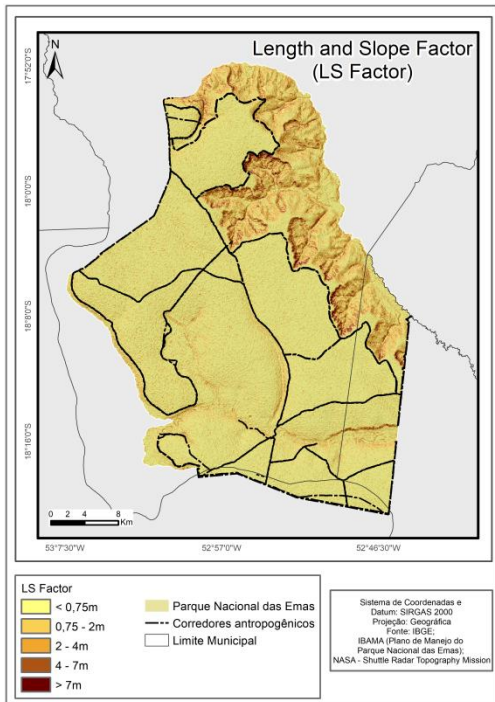 Length and Slope Factor
(LS Factor)
N
17°52'0"S
18°0'0"S
18°8'0"S
18°16'0"S
0 2 4 8
Km
53°7'30"W
52°57'0"W
52°46'30"W
LS Factor
< 0,75m
0,75 - 2m
2 - 4m
4 - 7m
> 7m
Parque Nacional das Emas
Corredores antropogênicos
Limite Municipal
Sistema de Coordenadas e
Datum: SIRGAS 2000
Projeção: Geográfica
Fonte: IBGE;
IBAMA (Plano de Manejo do
Parque Nacional das Emas);
NASA - Shuttle Radar Topography Mission